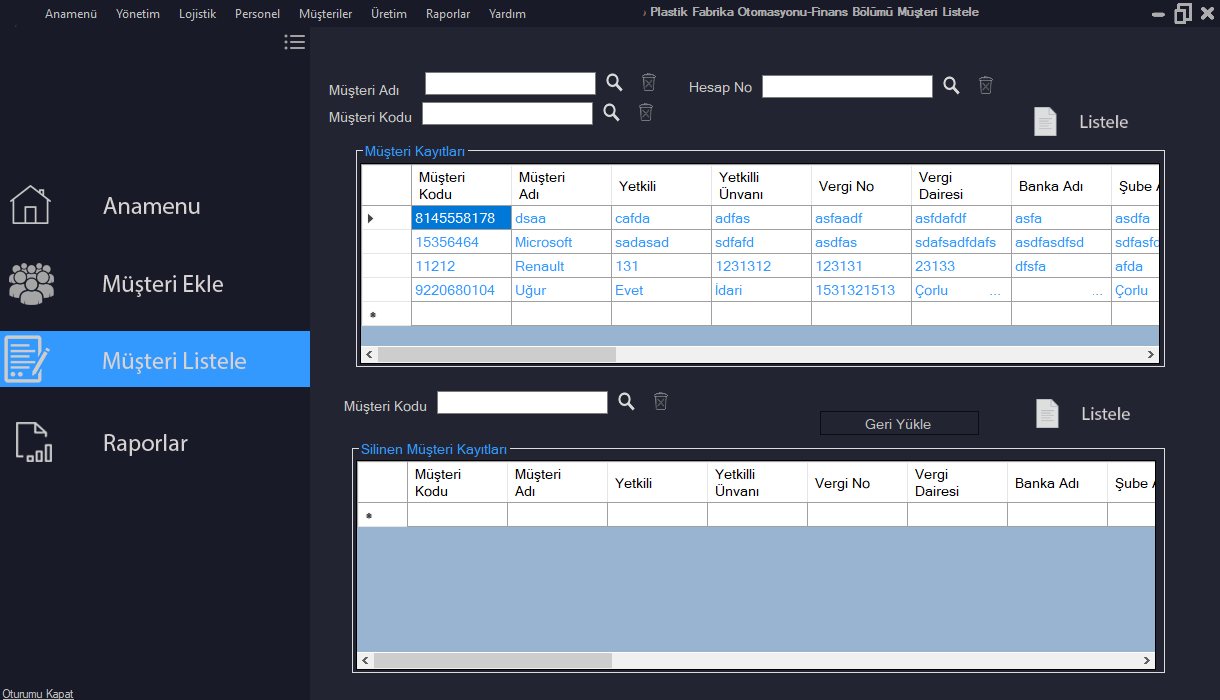 Anamenü Yönetim Lojistik Personel Müşteriler Üretim Raporlar Yardım
Plastik Fabrika Otomasyonu-Finans Bölümü Müşteri Listele
Anamenu
Müşteri Ekle
Müşteri Listele
Raporlar
Oturumu Kapat
Müşteri Adı
Hesap No
Müşteri Kodu
Listele
Müşteri Kayıtları
Müşteri Kodu Müşteri Adı Yetkili Yetkilli Ünvanı Vergi No Vergi Dairesi Banka Adı Şube
8145558178 dsaa cafda adfas asfaadf asfdafdf asfa asdfa
15356464 Microsoft sadasad sdfafd asdfas sdafsadfdafs asdfasdfsd sdfasfc
11212 Renault 131 1231312 123131 23133 dfsfa afda
9220680104 Uğur Evet İdari 1531321513 Çorlu ... ... Çorlu
Müşteri Kodu
Geri Yükle
Listele
Silinen Müşteri Kayıtları
Müşteri Kodu Müşteri Adı Yetkili Yetkilli Ünvanı Vergi No Vergi Dairesi Banka Adı Şube